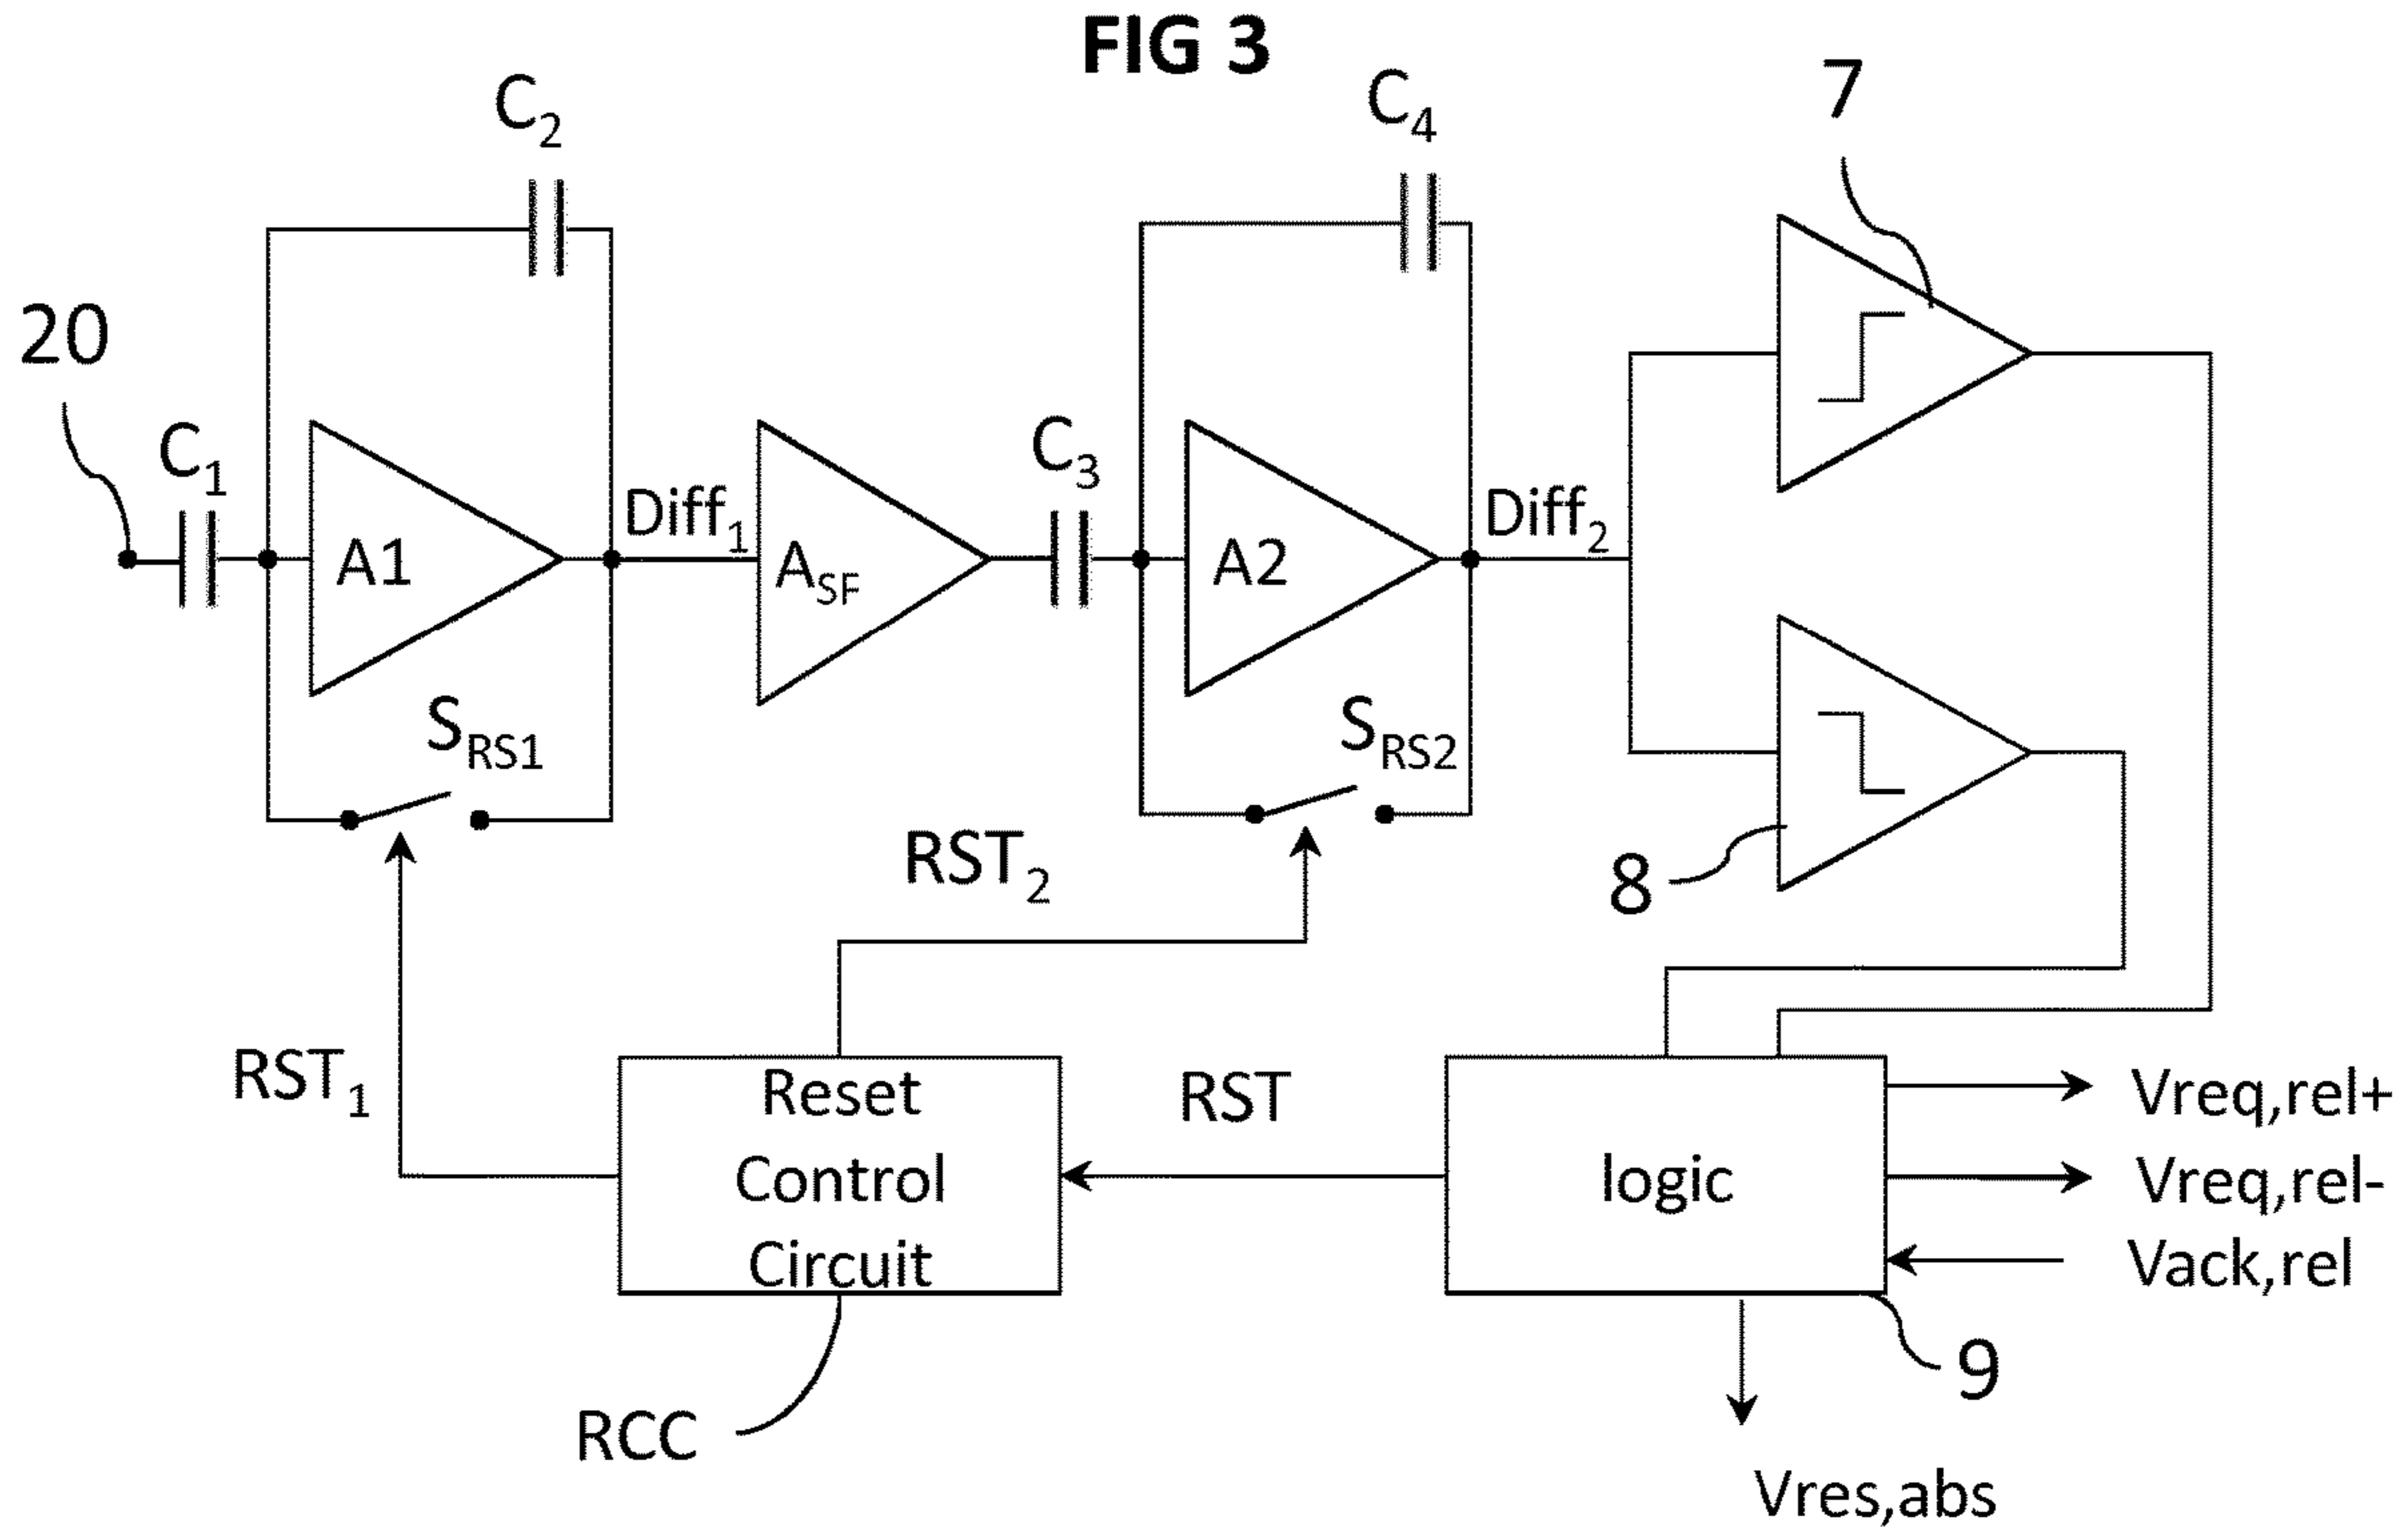 FIG 3
C2
C4
7
20
C1
C3
Diff1
Diff2
A1
ASF
A2
SRS1
SRS2
RST2
8
RST1
Reset
Control
Circuit
RST
logic
Vreq,rel+
Vreq,rel-
Vack,rel
9
RCC
Vres,abs